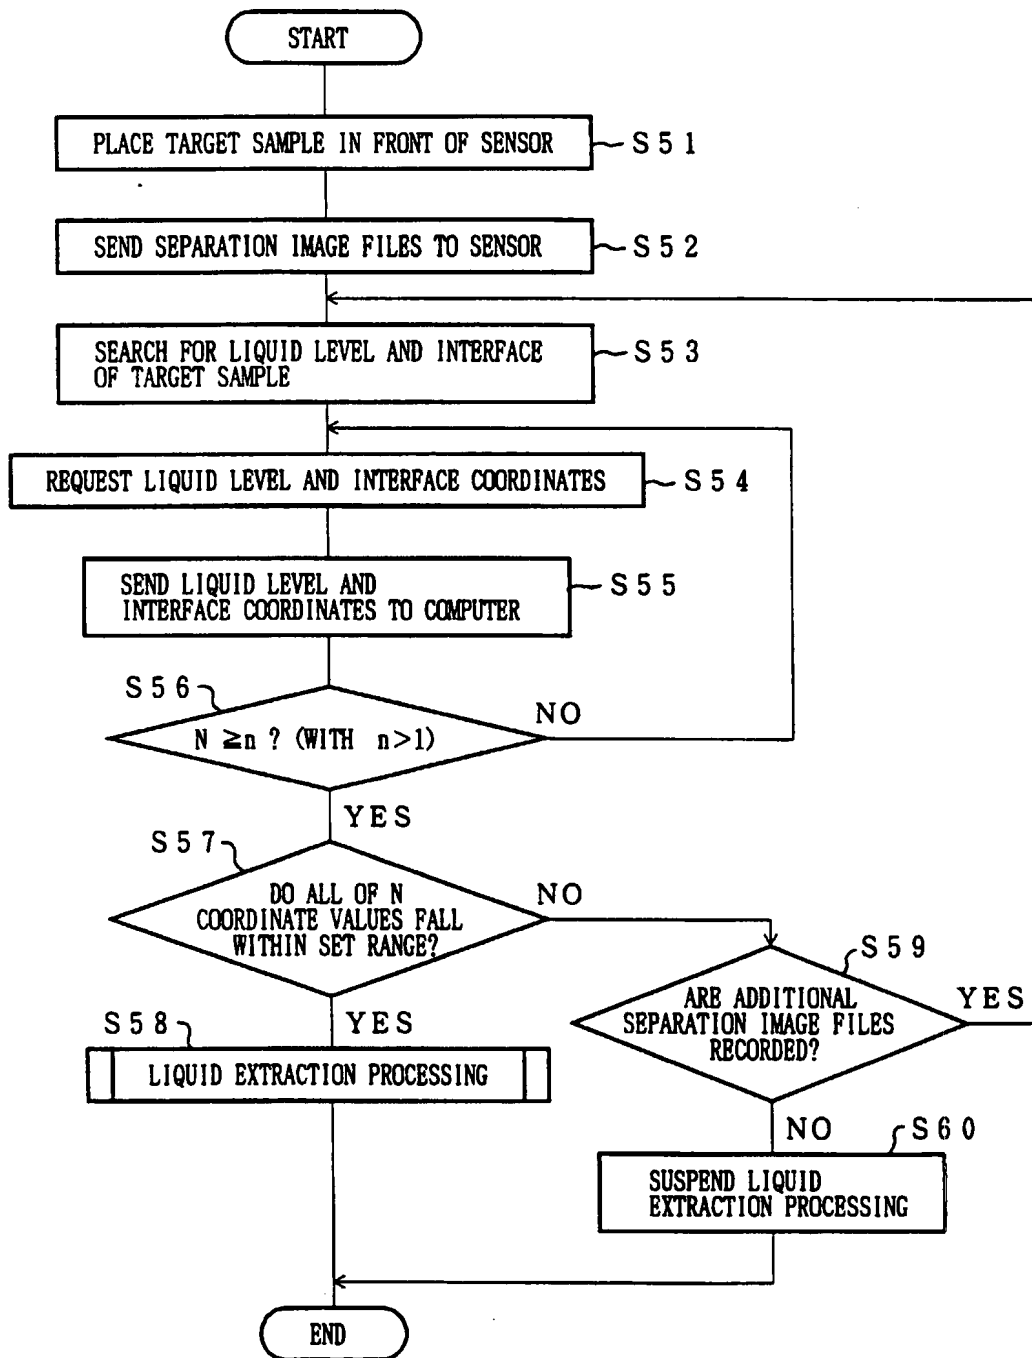 START
PLACE TARGET SAMPLE IN FRONT OF SENSOR
S51
SEND SEPARATION IMAGE FILES TO SENSOR
S52
SEARCH FOR LIQUID LEVEL AND INTERFACE
OF TARGET SAMPLE
S53
REQUEST LIQUID LEVEL AND INTERFACE COORDINATES
S54
SEND LIQUID LEVEL AND
INTERFACE COORDINATES TO COMPUTER
S55
S56
N ≧n ? (WITH n>1)
NO
YES
S57
DO ALL OF N
COORDINATE VALUES FALL
WITHIN SET RANGE?
NO
YES
S58
LIQUID EXTRACTION PROCESSING
S59
ARE ADDITIONAL
SEPARATION IMAGE FILES
RECORDED?
YES
NO
S60
SUSPEND LIQUID
EXTRACTION PROCESSING
END